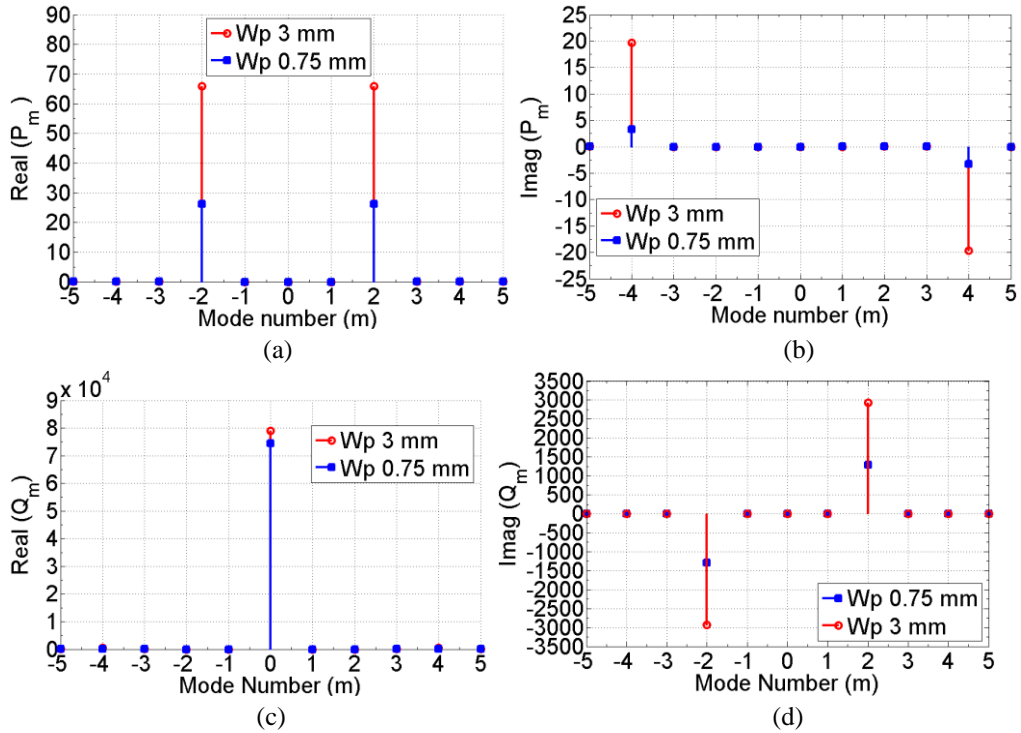 90
80
70
60
50
40
30
20
10
0
Real (P_m)
Wp 3 mm
Wp 0.75 mm
-5 -4 -3 -2 -1 0 1 2 3 4 5
Mode number (m)
(a)
25
20
15
10
5
0
-5
-10
-15
-20
-25
Imag (P_m)
Wp 3 mm
Wp 0.75 mm
-5 -4 -3 -2 -1 0 1 2 3 4 5
Mode number (m)
(b)
x 10^4
9
8
7
6
5
4
3
2
1
0
Real (Q_m)
Wp 3 mm
Wp 0.75 mm
-5 -4 -3 -2 -1 0 1 2 3 4 5
Mode Number (m)
(c)
3500
3000
2500
2000
1500
1000
500
0
-500
-1000
-1500
-2000
-2500
-3000
-3500
Imag (Q_m)
Wp 0.75 mm
Wp 3 mm
-5 -4 -3 -2 -1 0 1 2 3 4 5
Mode Number (m)
(d)